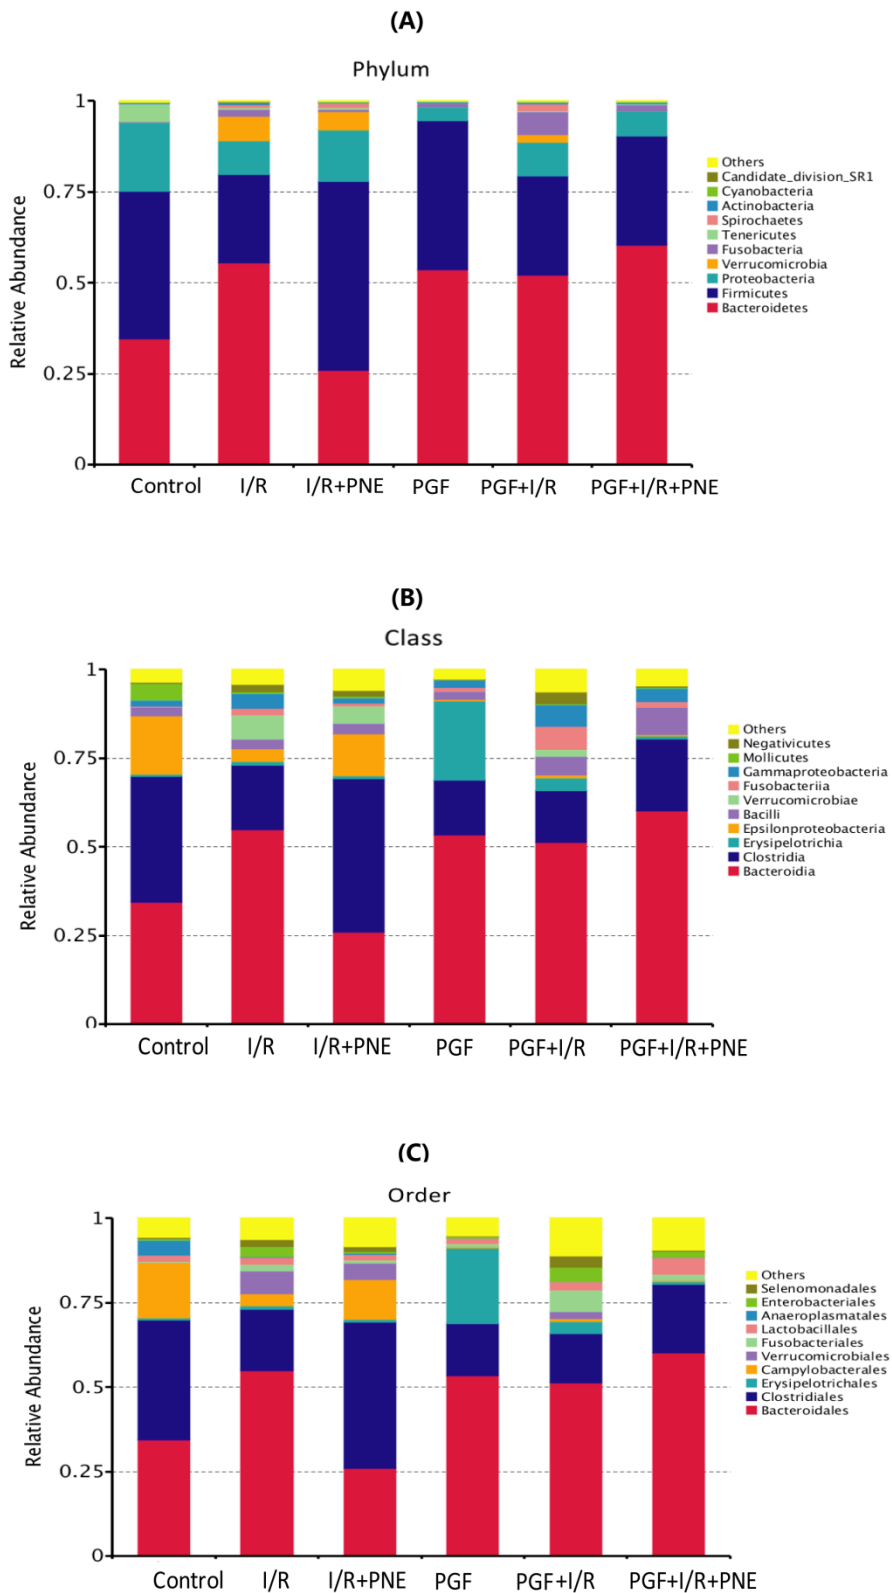 (A)
Phylum
Relative Abundance
1
0.75
0.5
0.25
0
Others
Candidate_division_SR1
Cyanobacteria
Actinobacteria
Spirochaetes
Tenericutes
Fusobacteria
Verrucomicrobia
Proteobacteria
Firmicutes
Bacteroidetes
Control I/R I/R+PNE PGF PGF+I/R PGF+I/R+PNE
(B)
Class
Relative Abundance
1
0.75
0.5
0.25
0
Others
Negativicutes
Mollicutes
Gammaproteobacteria
Fusobacteriia
Verrucomicrobiae
Bacilli
Epsilonproteobacteria
Erysipelotrichia
Clostridia
Bacteroidia
Control I/R I/R+PNE PGF PGF+I/R PGF+I/R+PNE
(C)
Order
Relative Abundance
1
0.75
0.5
0.25
0
Others
Selenomonadales
Enterobacteriales
Anaeroplasmatales
Lactobacillales
Fusobacteriales
Verrucomicrobiales
Campylobacterales
Erysipelotrichales
Clostridiales
Bacteroidales
Control I/R I/R+PNE PGF PGF+I/R PGF+I/R+PNE